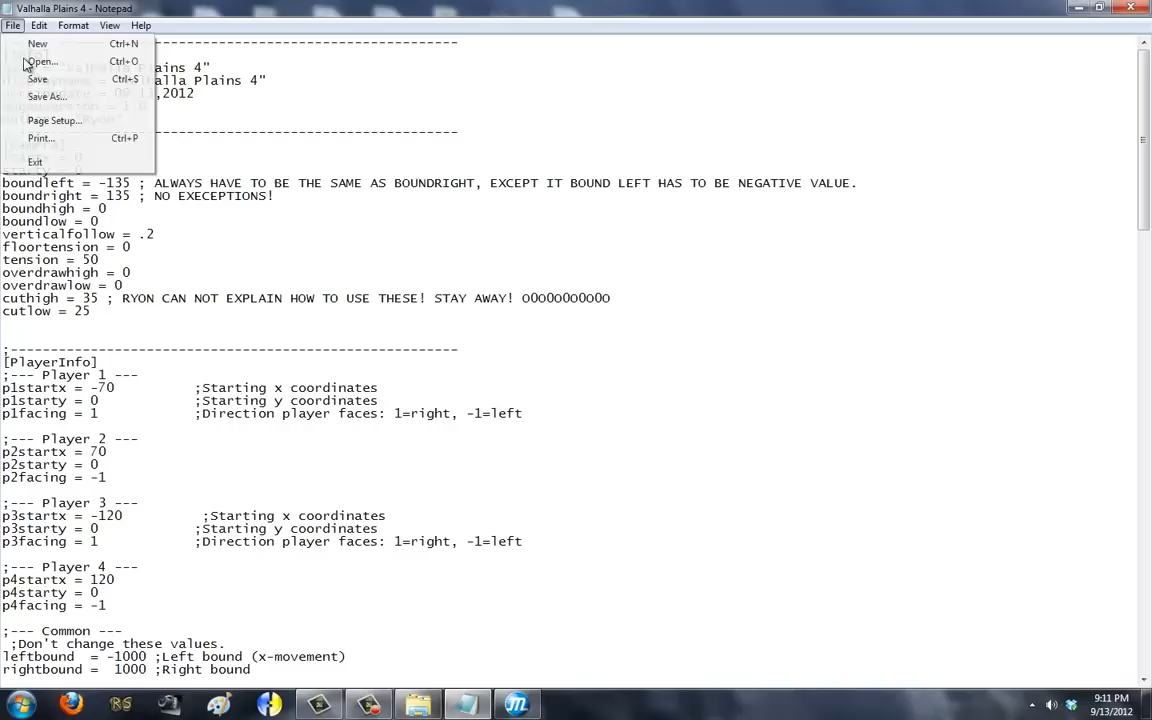 Valhalla Plains 4 - Notepad
File Edit Format View Help
New Ctrl+N
Open... Ctrl+O
Save Ctrl+S
Save As...
Page Setup...
Print... Ctrl+P
Exit
;----------------------------------------------------------
Plains 4"
Valhalla Plains 4"
,2012
----------------------------------------------------------
boundleft = -135 ; ALWAYS HAVE TO BE THE SAME AS BOUNDRIGHT, EXCEPT IT BOUND LEFT HAS TO BE NEGATIVE VALUE.
boundright = 135 ; NO EXECEPTIONS!
boundhigh = 0
boundlow = 0
verticalfollow = .2
floortension = 0
tension = 50
overdrawhigh = 0
overdrawlow = 0
cuthigh = 35 ; RYON CAN NOT EXPLAIN HOW TO USE THESE! STAY AWAY! OOOOOOOOOOO
cutlow = 25
;----------------------------------------------------------
[PlayerInfo]
;--- Player 1 ---
p1startx = -70 ;Starting x coordinates
p1starty = 0 ;Starting y coordinates
p1facing = 1 ;Direction player faces: 1=right, -1=left
;--- Player 2 ---
p2startx = 70
p2starty = 0
p2facing = -1
;--- Player 3 ---
p3startx = -120 ;Starting x coordinates
p3starty = 0 ;Starting y coordinates
p3facing = 1 ;Direction player faces: 1=right, -1=left
;--- Player 4 ---
p4startx = 120
p4starty = 0
p4facing = -1
;--- Common ---
;Don't change these values.
leftbound = -1000 ;Left bound (x-movement)
rightbound = 1000 ;Right bound
9:11 PM
9/13/2012